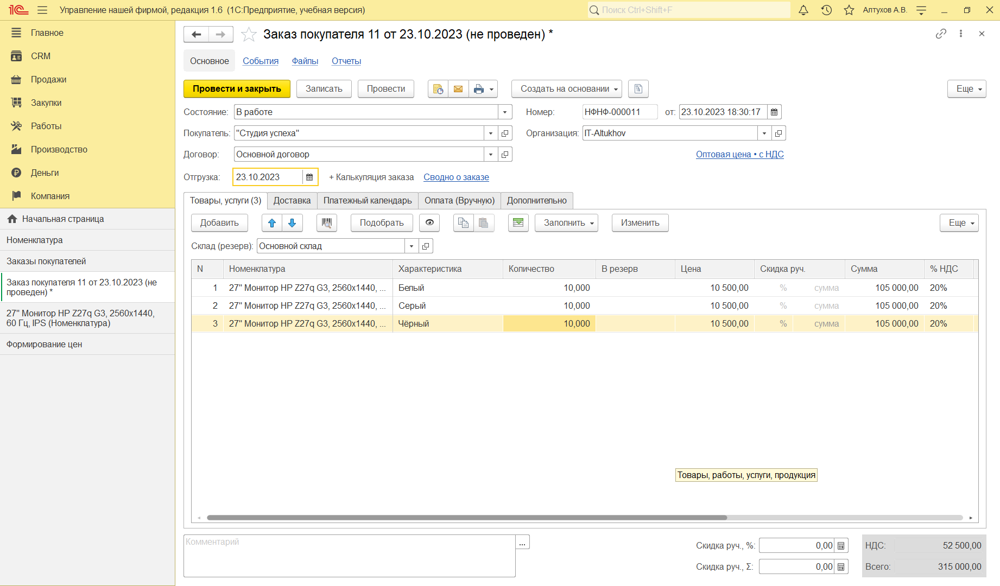 1С
Управление нашей фирмой, редакция 1.6 (1С:Предприятие, учебная версия)
Поиск Ctrl+Shift+F
Алтухов А.В.
Главное
CRM
Продажи
Закупки
Работы
Производство
Деньги
Компания
Начальная страница
Номенклатура
Заказы покупателей
Заказ покупателя 11 от 23.10.2023 (не
проведен) *
27" Монитор HP Z27q G3, 2560x1440,
60 Гц, IPS (Номенклатура)
Формирование цен
Заказ покупателя 11 от 23.10.2023 (не проведен) *
Основное События Файлы Отчеты
Провести и закрыть Записать Провести Создать на основании Еще
Состояние: В работе Номер: НФНФ-000011 от: 23.10.2023 18:30:17
Покупатель: "Студия успеха" Организация: IT-Altukhov
Договор: Основной договор Оптовая цена • с НДС
Отгрузка: 23.10.2023 + Калькуляция заказа Сводно о заказе
Товары, услуги (3) Доставка Платежный календарь Оплата (Вручную) Дополнительно
Добавить Подобрать Заполнить Изменить Еще
Склад (резерв): Основной склад
N Номенклатура Характеристика Количество В резерв Цена Скидка руч. Сумма % НДС
1 27" Монитор HP Z27q G3, 2560x1440, ... Белый 10,000 10 500,00 % сумма 105 000,00 20%
2 27" Монитор HP Z27q G3, 2560x1440, ... Серый 10,000 10 500,00 % сумма 105 000,00 20%
3 27" Монитор HP Z27q G3, 2560x1440, ... Чёрный 10,000 10 500,00 % сумма 105 000,00 20%
Товары, работы, услуги, продукция
Комментарий ...
Скидка руч., %: 0,00 НДС: 52 500,00
Скидка руч., Σ: 0,00 Всего: 315 000,00